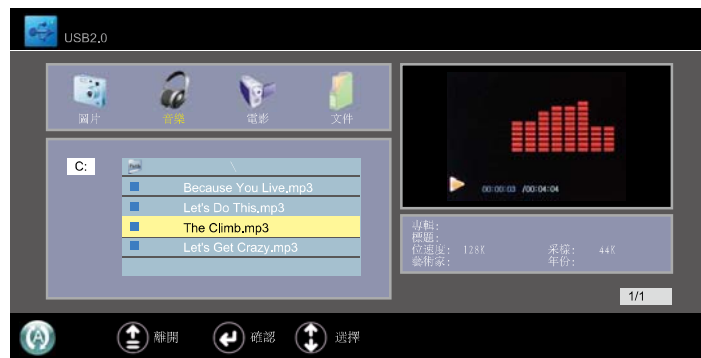 USB2.0
圖片 音樂 電影 文件
C:
\
Because You Live.mp3
Let's Do This.mp3
The Climb.mp3
Let's Get Crazy.mp3
00:00:03 /00:04:04
專輯:
標題:
位速度: 128K 采樣: 44K
藝術家: 年份:
1/1
離開 確認 選擇